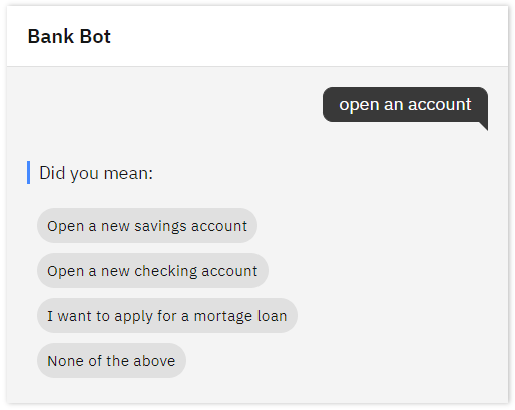 Bank Bot
open an account
Did you mean:
Open a new savings account
Open a new checking account
I want to apply for a mortage loan
None of the above